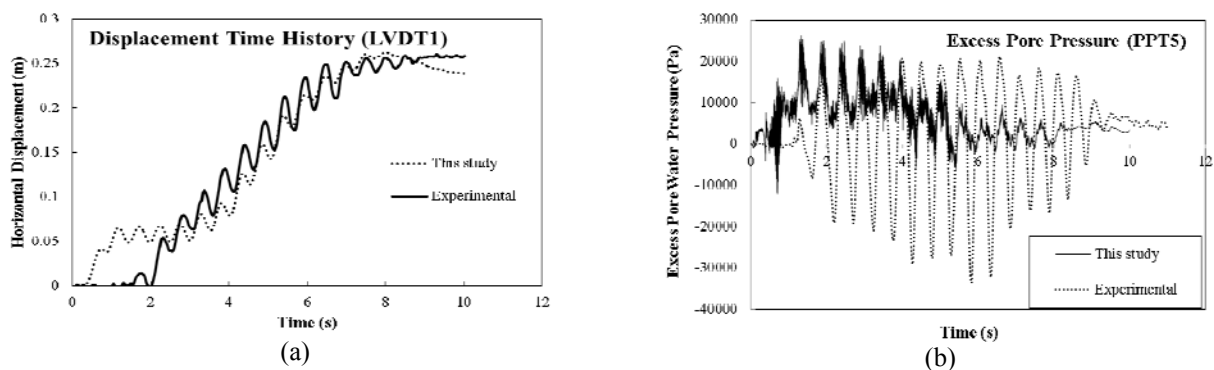 Displacement Time History (LVDT1)
Horizontal Displacement (m)
0.3
0.25
0.2
0.15
0.1
0.05
0
This study
Experimental
0 2 4 6 8 10 12
Time (s)
(a)
Excess Pore Pressure (PPT5)
Excess Pore Water Pressure (Pa)
30000
20000
10000
0
-10000
-20000
-30000
-40000
0 2 4 6 8 10 12
This study
Experimental
Time (s)
(b)